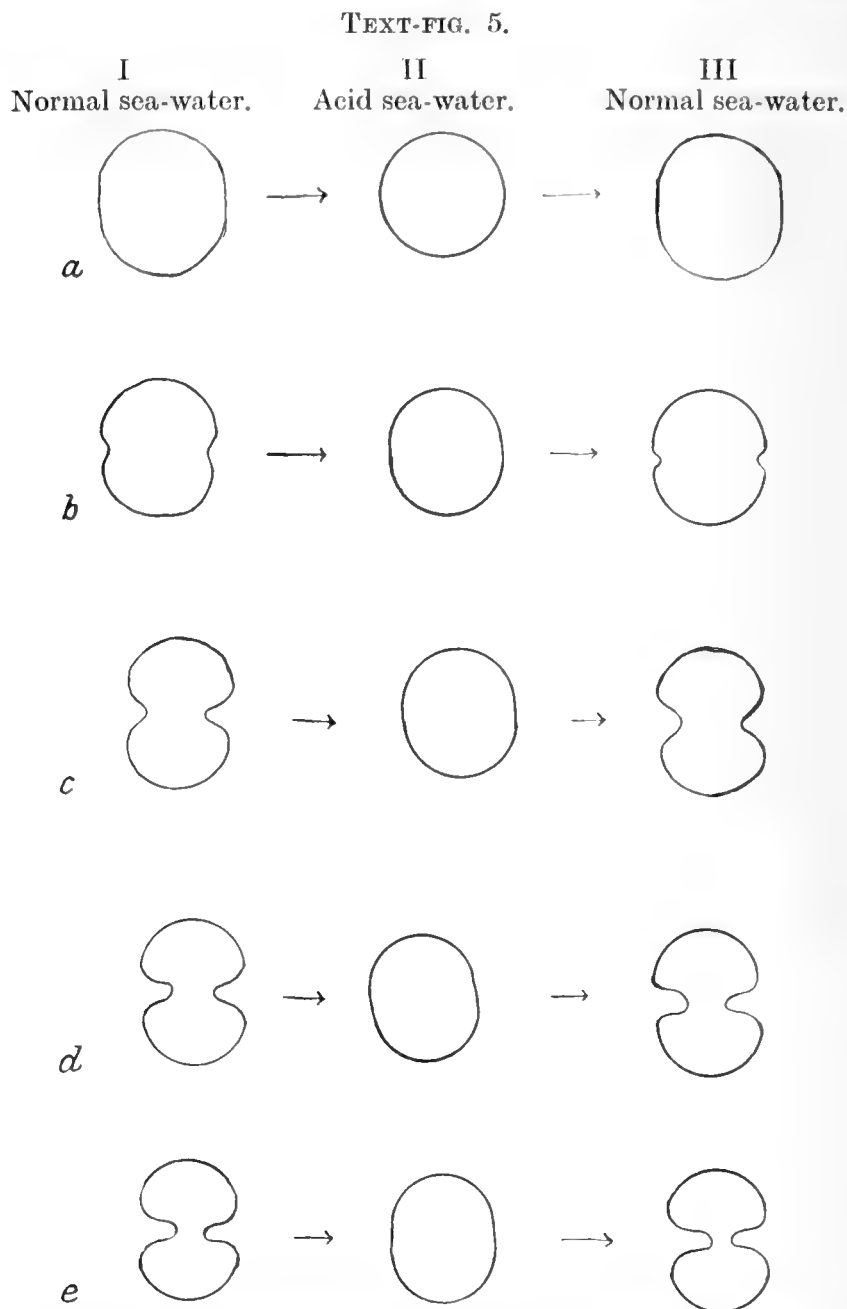 TEXT-FIG. 5.
I II III
Normal sea-water. Acid sea-water. Normal sea-water.
a
b
c
d
e